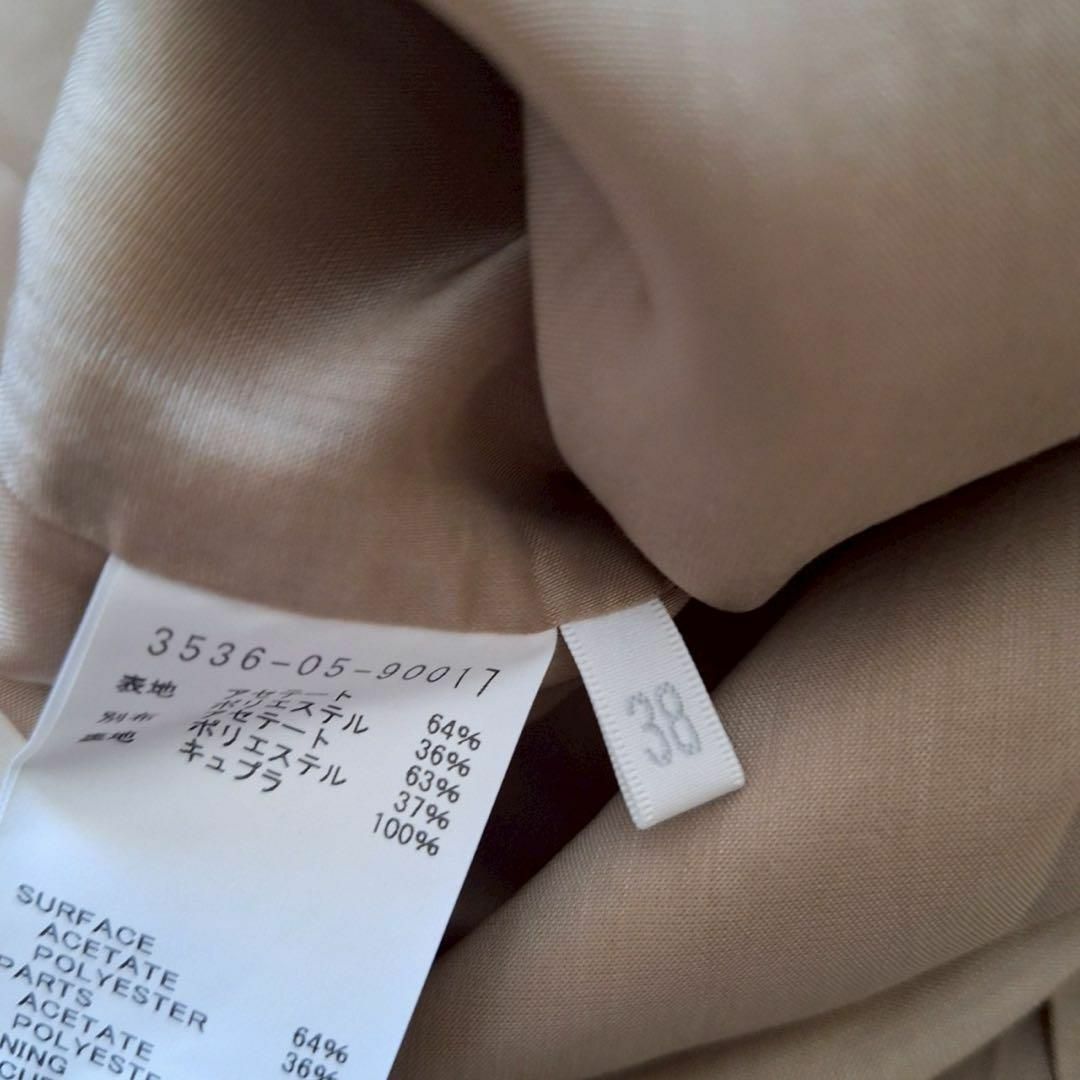 3536-05-90017
表地 アセテート 64%
ポリエステル 36%
別布 アセテート 63%
ポリエステル 37%
裏地 キュプラ 100%
38
SURFACE
ACETATE 64%
POLYESTER 36%
PARTS
ACETATE
POLYESTE
NING